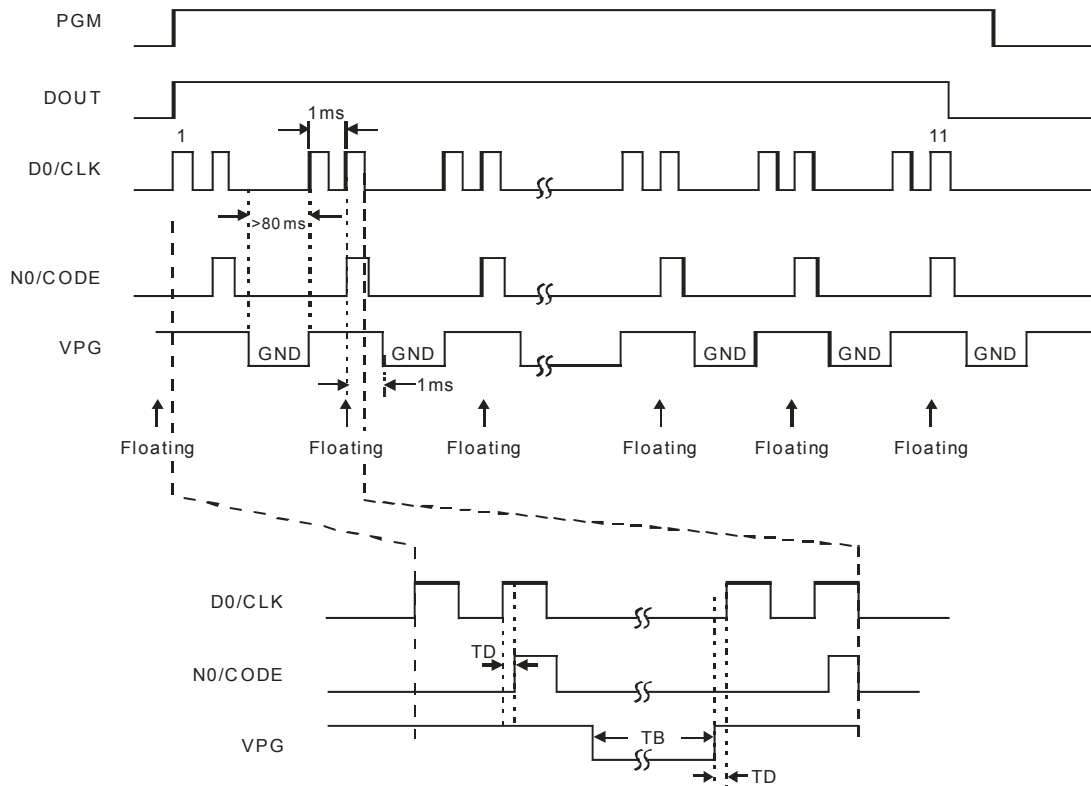 PGM
DOUT
1ms
1
11
D0/CLK
>80ms
N0/CODE
VPG
GND
GND
GND
GND
GND
1ms
Floating
Floating
Floating
Floating
Floating
Floating
D0/CLK
TD
N0/CODE
TB
VPG
TD